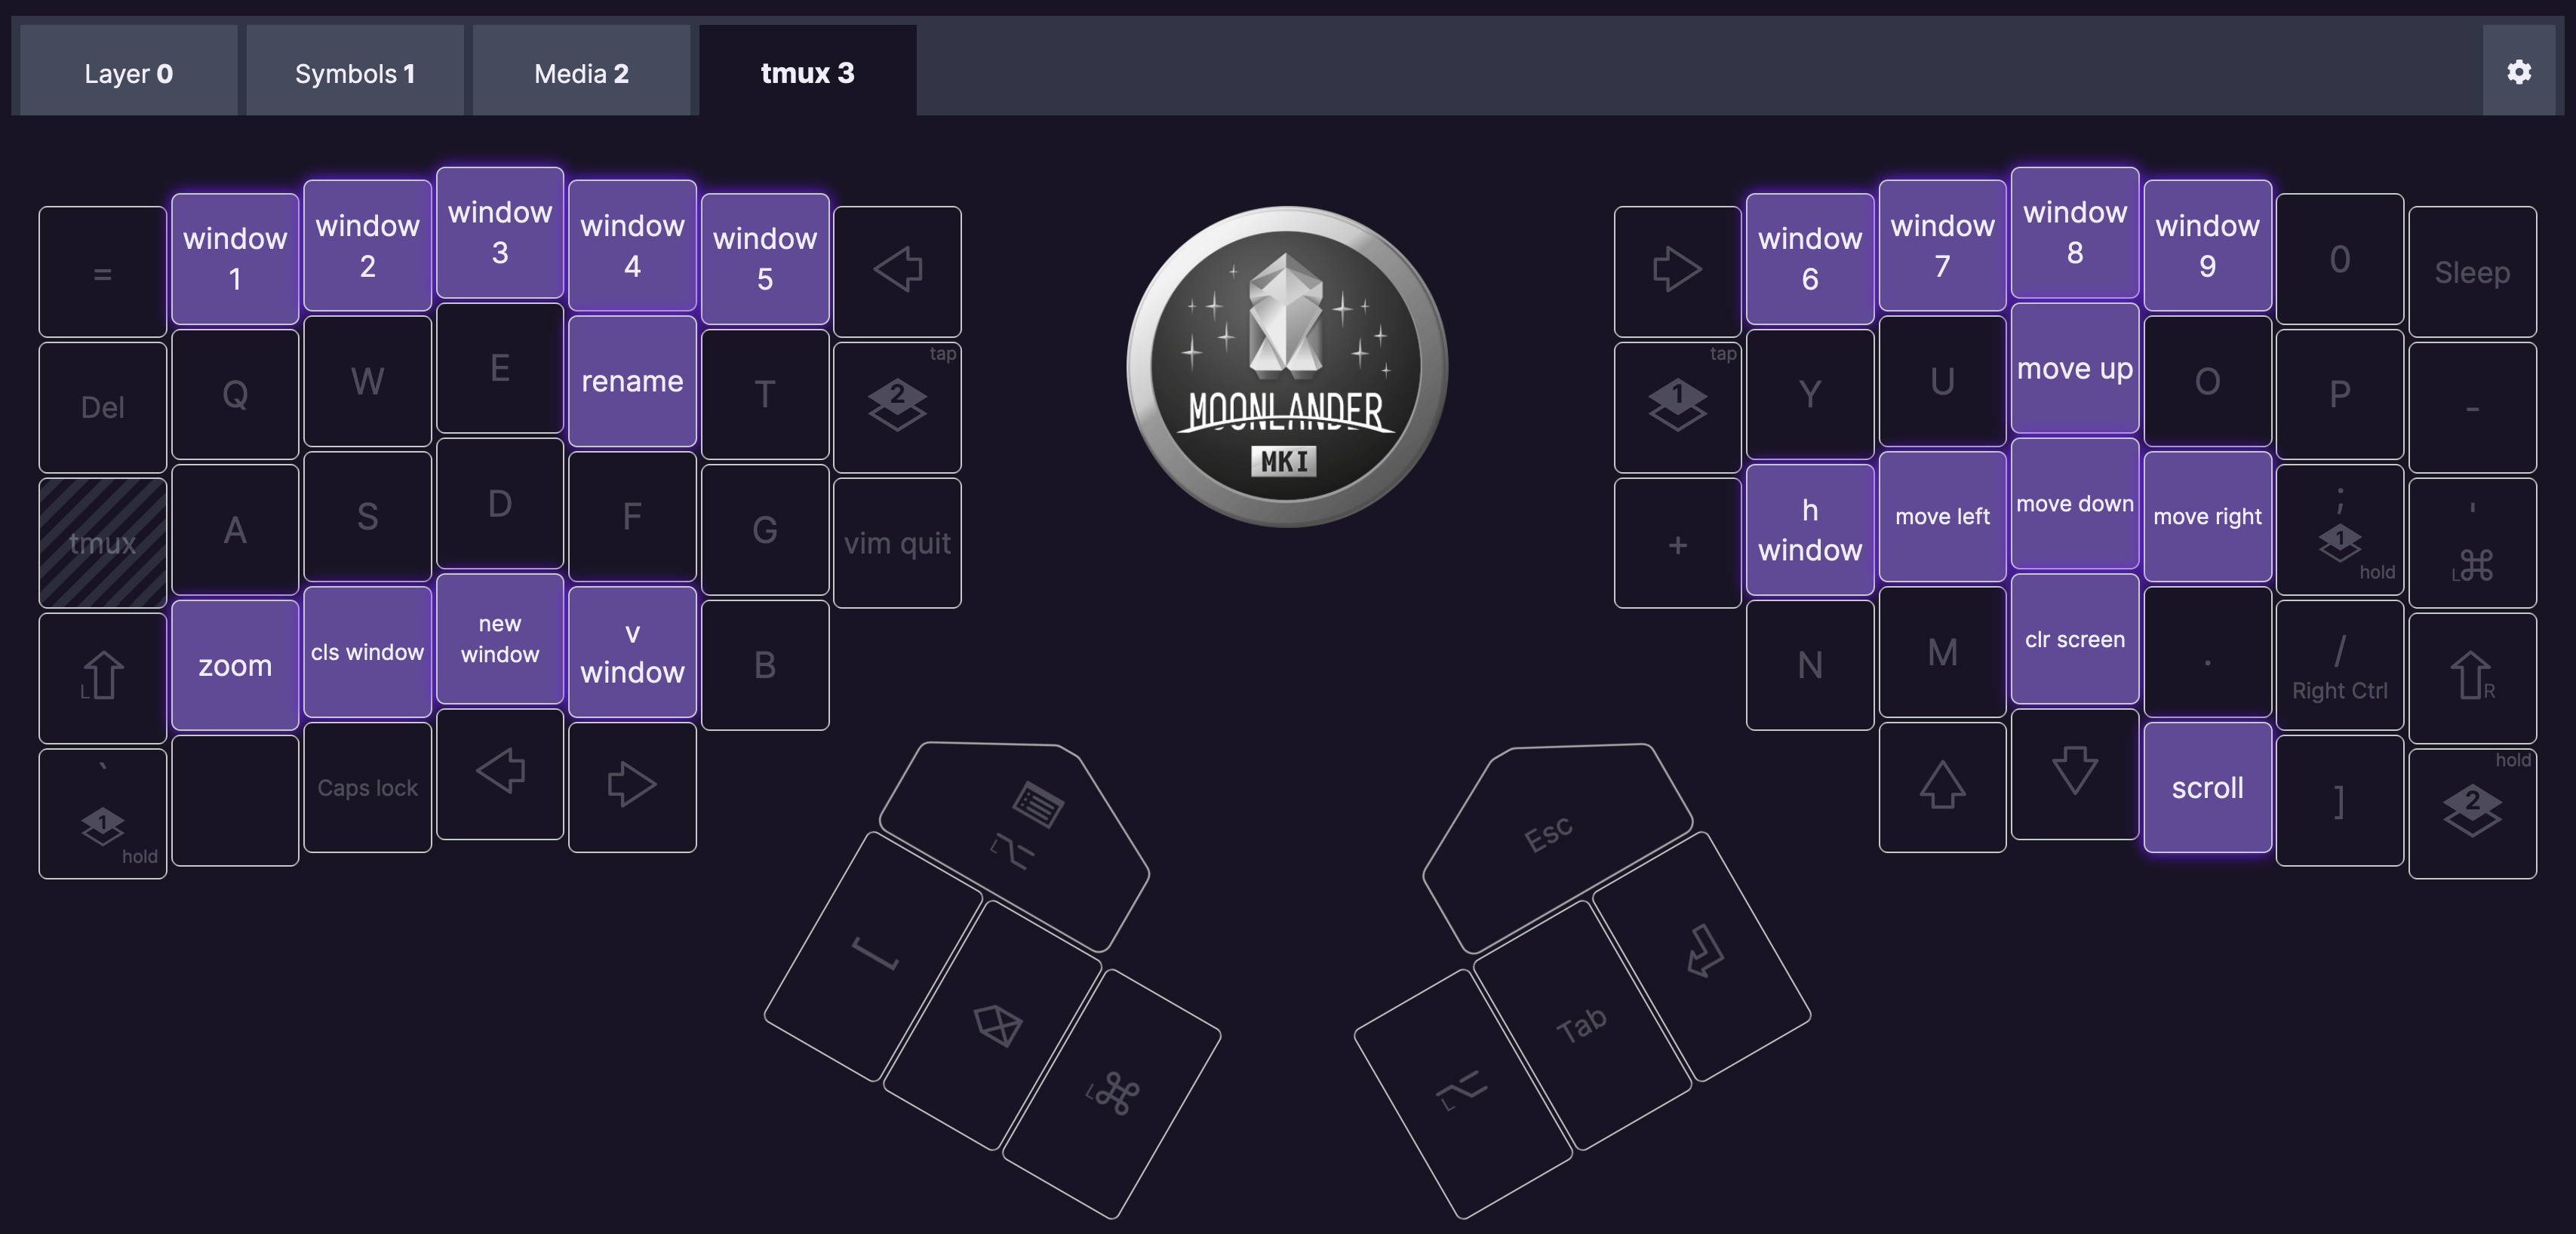 Layer 0
Symbols 1
Media 2
tmux 3
=
window
1
window
2
window
3
window
4
window
5
window
6
window
7
window
8
window
9
0
Sleep
Del
Q
W
E
rename
T
tap
2
tap
1
Y
U
move up
O
P
-
tmux
A
S
D
F
G
vim quit
+
h
window
move left
move down
move right
;
1
hold
'
L⌘
L
zoom
cls window
new
window
v
window
B
N
M
clr screen
.
/
Right Ctrl
R
`
1
hold
Caps lock
scroll
]
hold
2
MOONLANDER
MKI
L⌥
[
L⌘
Esc
Tab
L⌥